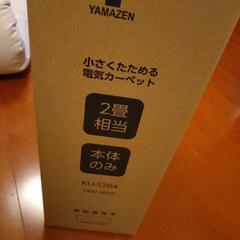 YAMAZEN
小さくたためる
電気カーペット
2畳
相当
本体
のみ
KU-S204